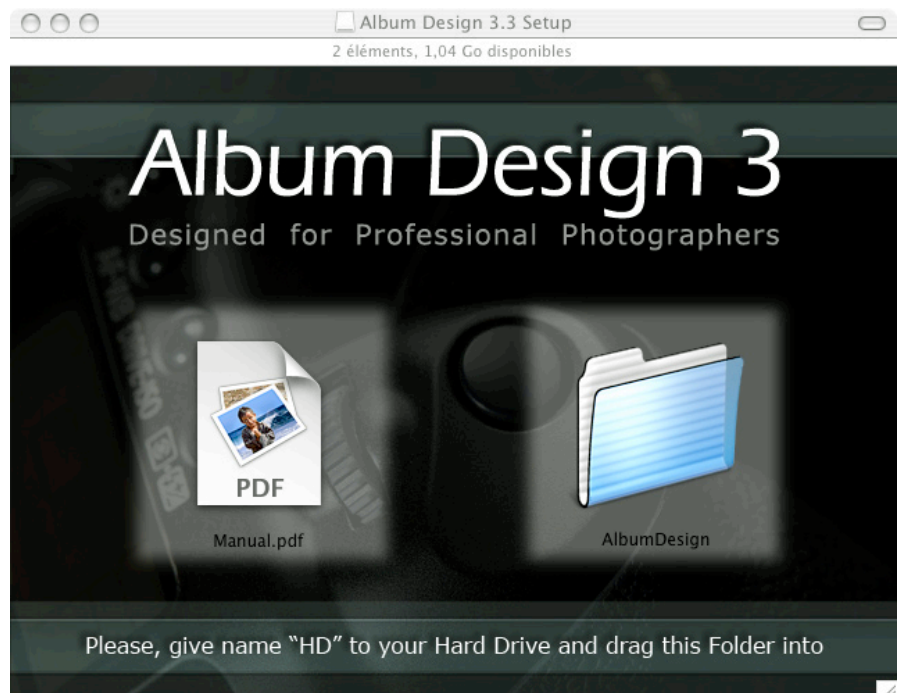 Album Design 3.3 Setup
2 éléments, 1,04 Go disponibles
Album Design 3
Designed for Professional Photographers
PDF
Manual.pdf
AlbumDesign
Please, give name “HD” to your Hard Drive and drag this Folder into